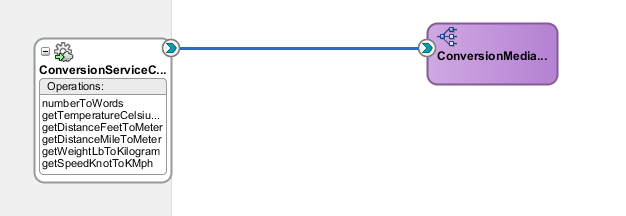 ConversionServiceC...
Operations:
numberToWords
getTemperatureCelsiu...
getDistanceFeetToMeter
getDistanceMileToMeter
getWeightLbToKilogram
getSpeedKnotToKMph
ConversionMedia...